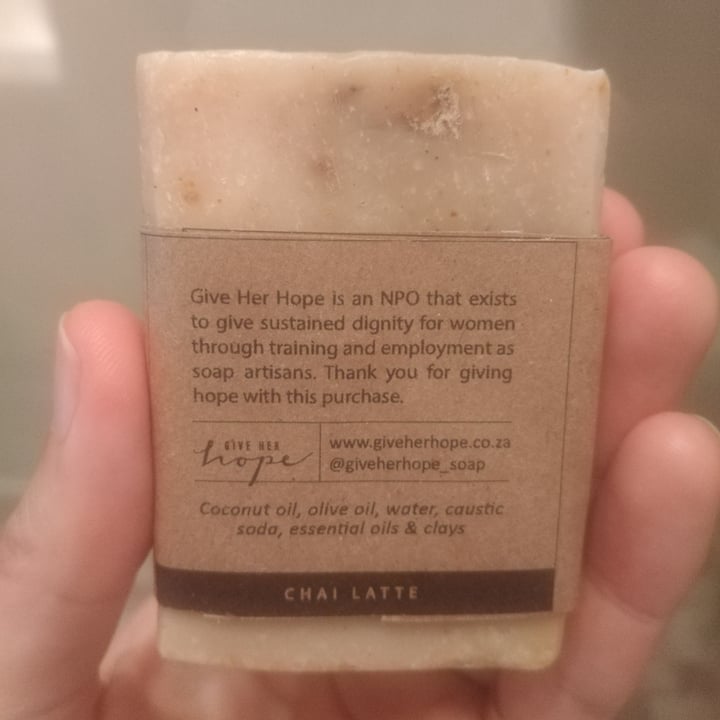 Give Her Hope is an NPO that exists
to give sustained dignity for women
through training and employment as
soap artisans. Thank you for giving
hope with this purchase.
GIVE HER
hope
www.giveherhope.co.za
@giveherhope_soap
Coconut oil, olive oil, water, caustic
soda, essential oils & clays
CHAI LATTE